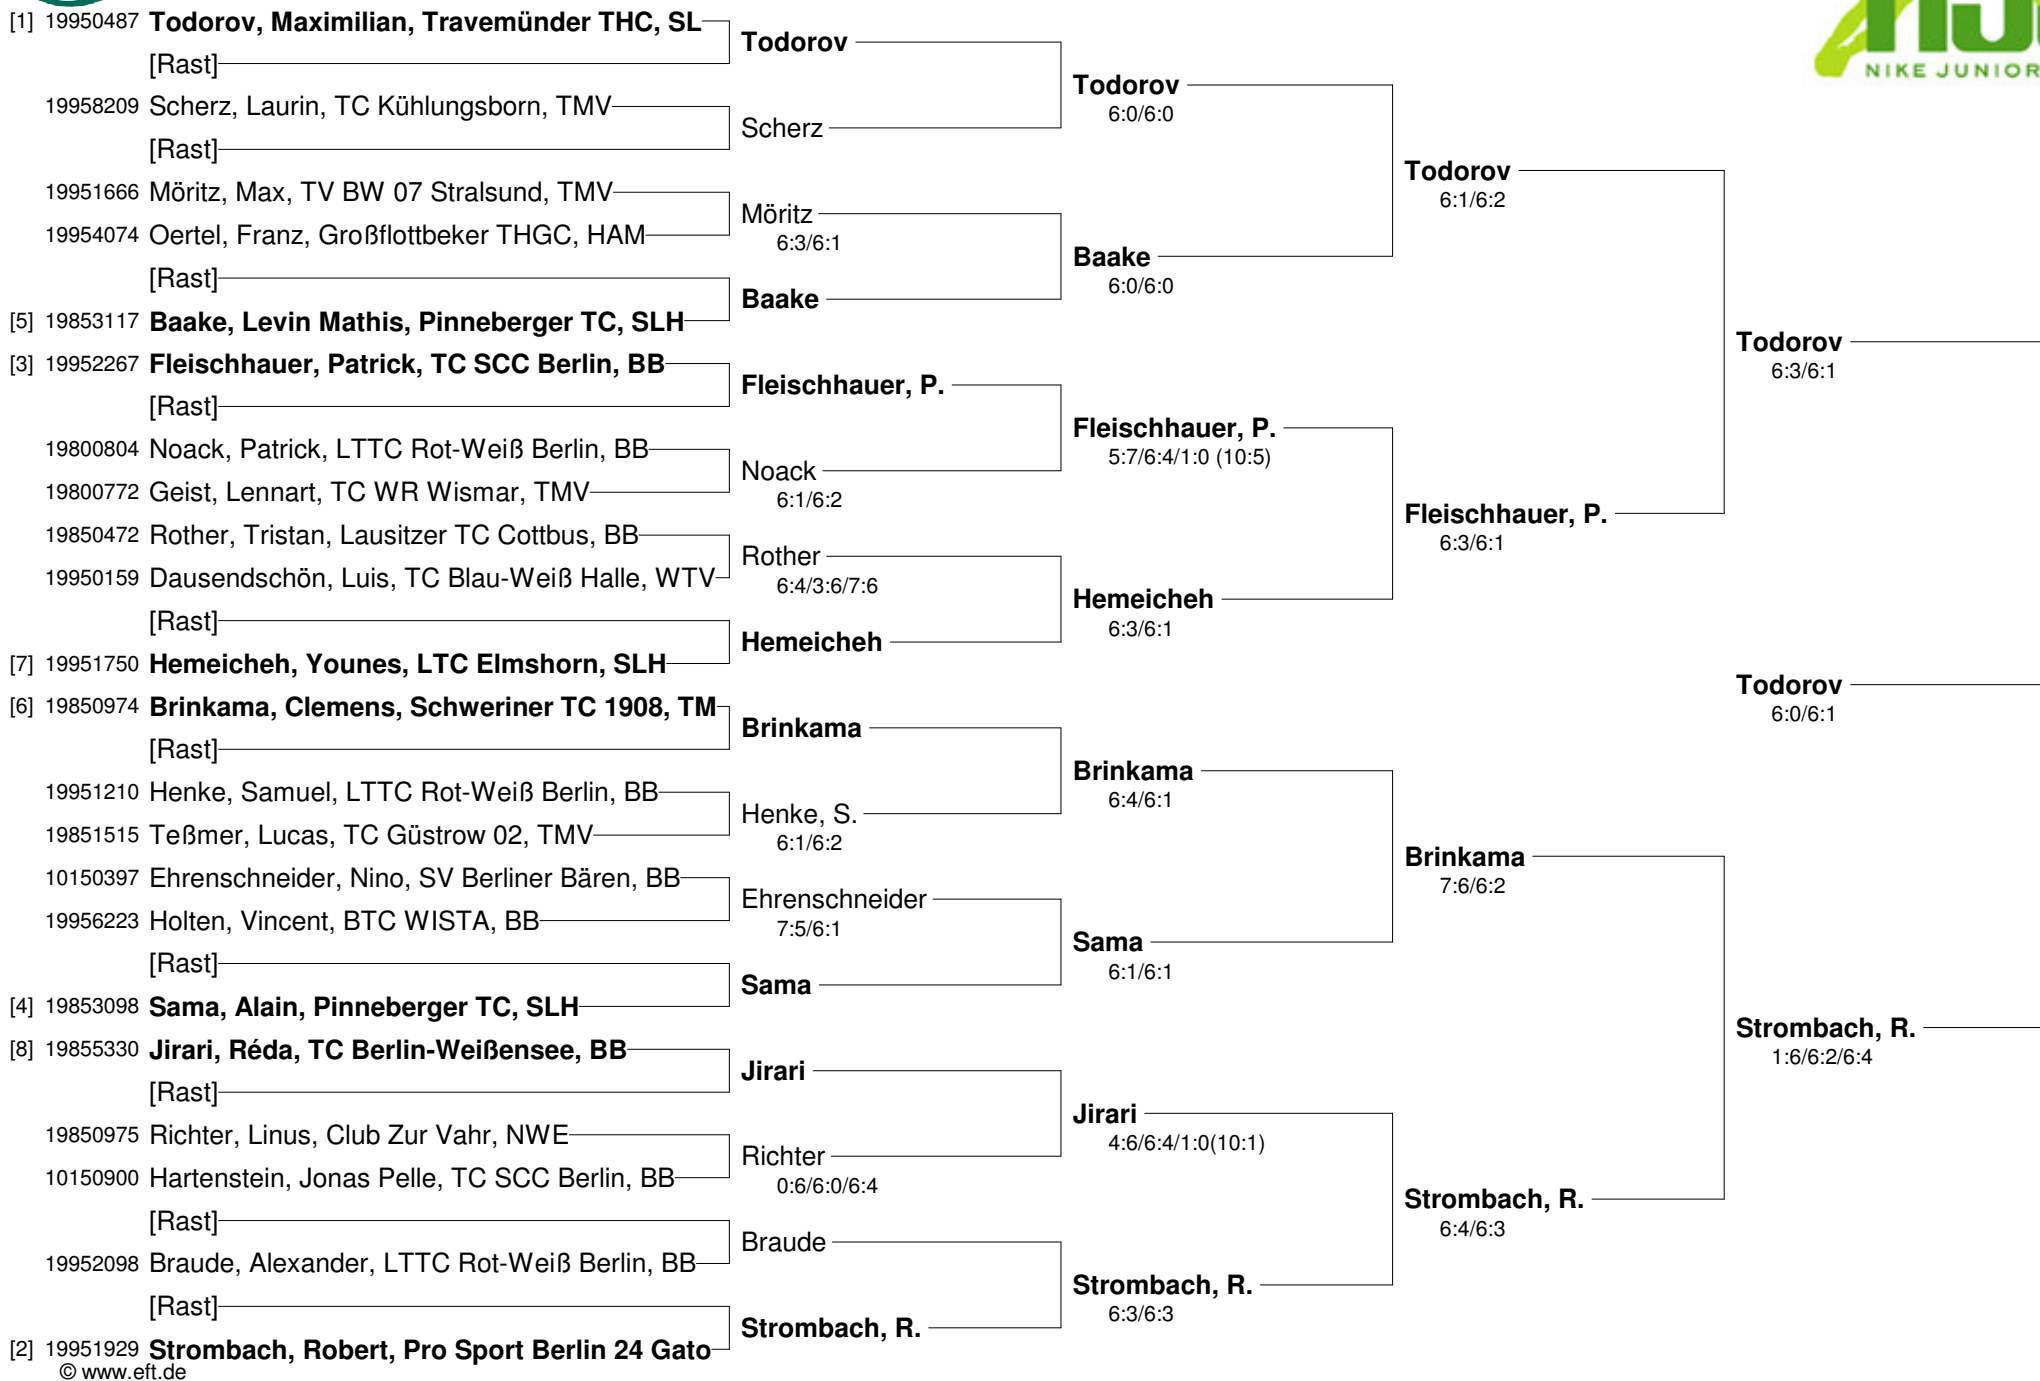 [1] 19950487 Todorov, Maximilian, Travemünder THC, SL
[Rast]
19958209 Scherz, Laurin, TC Kühlungsborn, TMV
[Rast]
19951666 Möritz, Max, TV BW 07 Stralsund, TMV
19954074 Oertel, Franz, Großflottbeker THGC, HAM
[Rast]
[5] 19853117 Baake, Levin Mathis, Pinneberger TC, SLH
[3] 19952267 Fleischhauer, Patrick, TC SCC Berlin, BB
[Rast]
19800804 Noack, Patrick, LTTC Rot-Weiß Berlin, BB
19800772 Geist, Lennart, TC WR Wismar, TMV
19850472 Rother, Tristan, Lausitzer TC Cottbus, BB
19950159 Dausendschön, Luis, TC Blau-Weiß Halle, WTV
[Rast]
[7] 19951750 Hemeicheh, Younes, LTC Elmshorn, SLH
[6] 19850974 Brinkama, Clemens, Schweriner TC 1908, TM
[Rast]
19951210 Henke, Samuel, LTTC Rot-Weiß Berlin, BB
19851515 Teßmer, Lucas, TC Güstrow 02, TMV
10150397 Ehrenschneider, Nino, SV Berliner Bären, BB
19956223 Holten, Vincent, BTC WISTA, BB
[Rast]
[4] 19853098 Sama, Alain, Pinneberger TC, SLH
[8] 19855330 Jirari, Réda, TC Berlin-Weißensee, BB
[Rast]
19850975 Richter, Linus, Club Zur Vahr, NWE
10150900 Hartenstein, Jonas Pelle, TC SCC Berlin, BB
[Rast]
19952098 Braude, Alexander, LTTC Rot-Weiß Berlin, BB
[Rast]
[2] 19951929 Strombach, Robert, Pro Sport Berlin 24 Gato
© www.eft.de
Todorov
Scherz
Möritz
6:3/6:1
Baake
Fleischhauer, P.
Noack
6:1/6:2
Rother
6:4/3:6/7:6
Hemeicheh
Brinkama
Henke, S.
6:1/6:2
Ehrenschneider
7:5/6:1
Sama
Jirari
Richter
0:6/6:0/6:4
Braude
Strombach, R.
Todorov
6:0/6:0
Baake
6:0/6:0
Fleischhauer, P.
5:7/6:4/1:0 (10:5)
Hemeicheh
6:3/6:1
Brinkama
6:4/6:1
Sama
6:1/6:1
Jirari
4:6/6:4/1:0(10:1)
Strombach, R.
6:3/6:3
Todorov
6:1/6:2
Fleischhauer, P.
6:3/6:1
Brinkama
7:6/6:2
Strombach, R.
6:4/6:3
Todorov
6:3/6:1
Todorov
6:0/6:1
Strombach, R.
1:6/6:2/6:4
NIKE JUNIOR